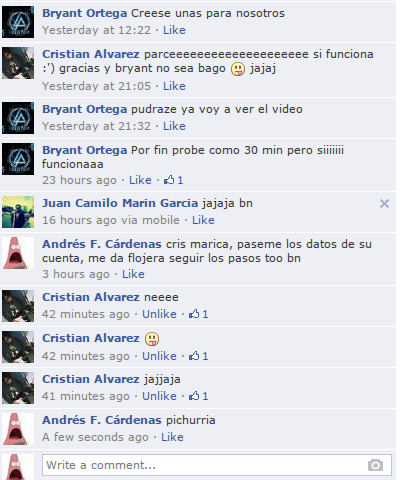 Bryant Ortega Creese unas para nosotros
Yesterday at 12:22 · Like
Cristian Alvarez parceeeeeeeeeeeeeeeeeeee si funciona
:') gracias y bryant no sea bago jajaj
Yesterday at 21:05 · Like
Bryant Ortega pudraze ya voy a ver el video
Yesterday at 21:32 · Like
Bryant Ortega Por fin probe como 30 min pero siiiiiii
funcionaaa
23 hours ago · Like · 1
Juan Camilo Marin Garcia jajaja bn
16 hours ago via mobile · Like
Andrés F. Cárdenas cris marica, paseme los datos de su
cuenta, me da flojera seguir los pasos too bn
3 hours ago · Like
Cristian Alvarez neeee
42 minutes ago · Unlike · 1
Cristian Alvarez
42 minutes ago · Unlike · 1
Cristian Alvarez jajjaja
41 minutes ago · Unlike · 1
Andrés F. Cárdenas pichurria
A few seconds ago · Like
Write a comment...